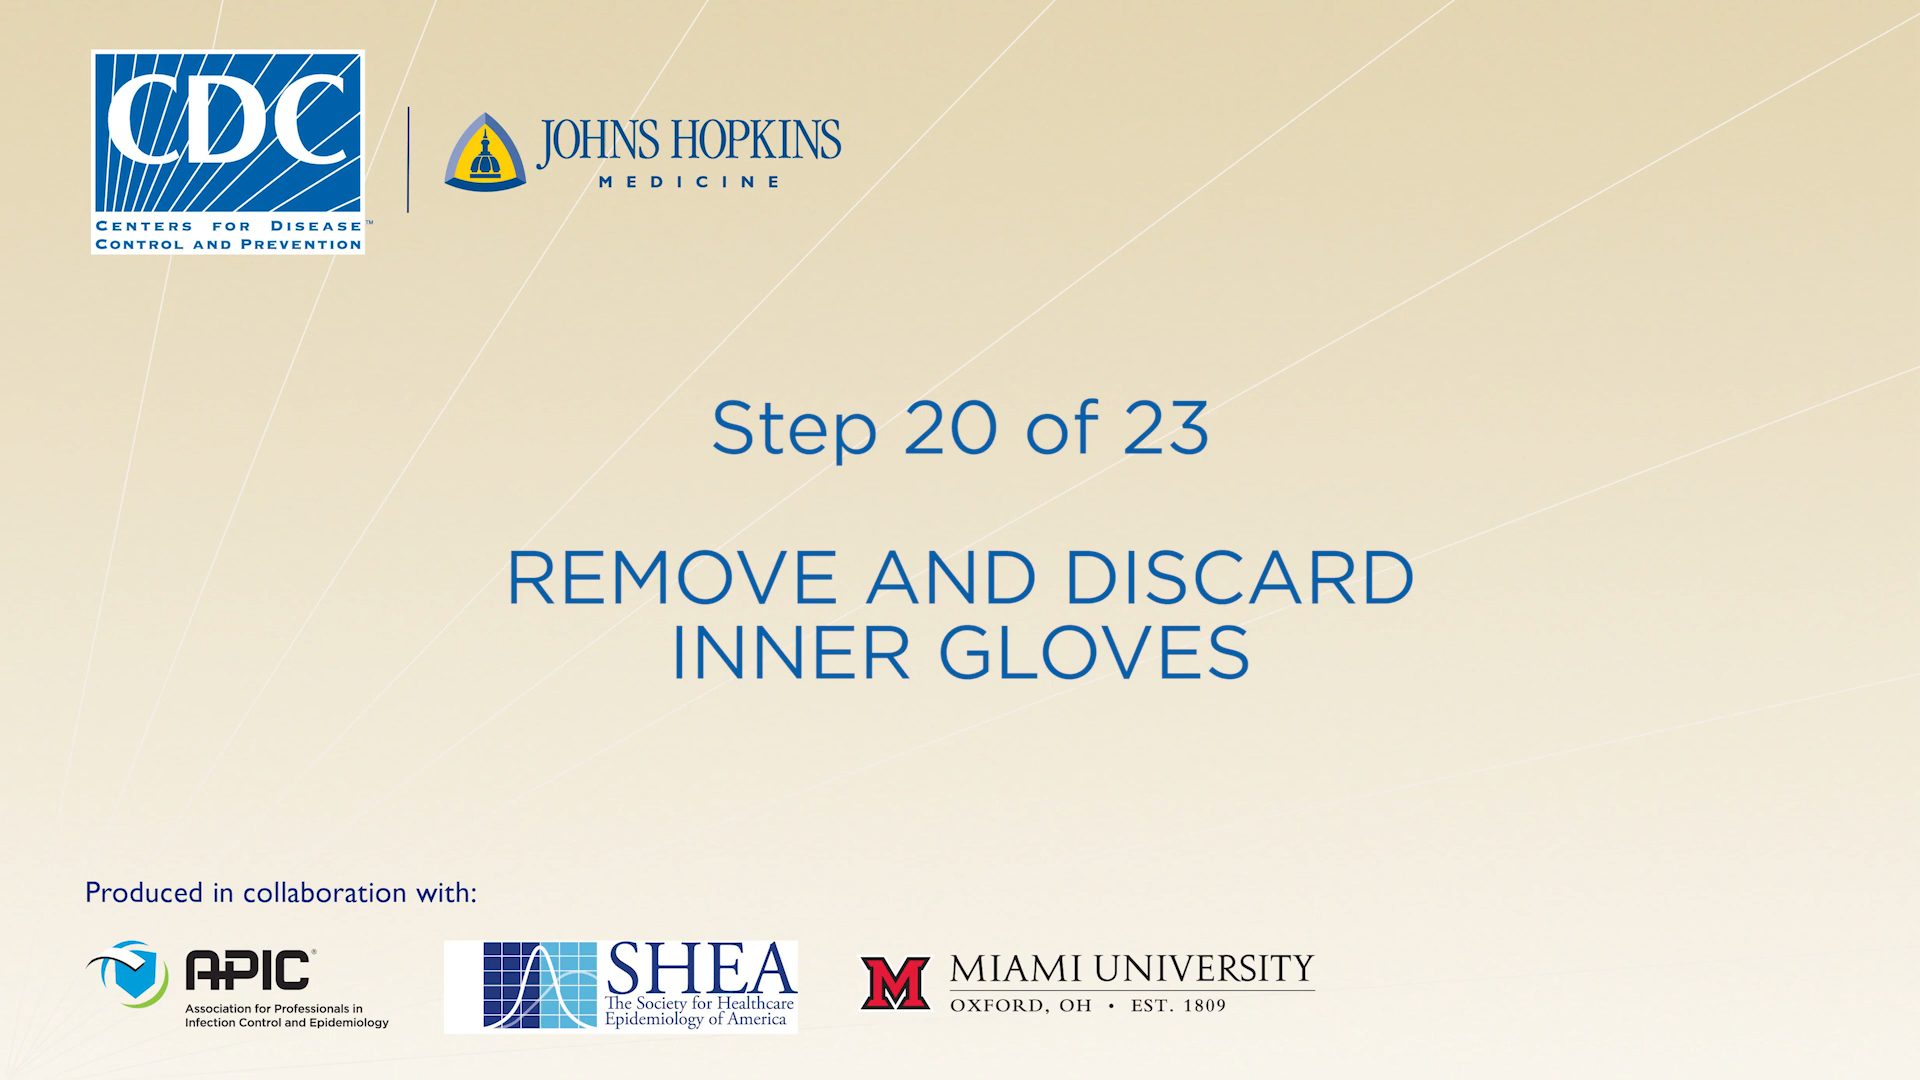 CDC
CENTERS FOR DISEASE™
CONTROL AND PREVENTION
JOHNS HOPKINS
MEDICINE
Step 20 of 23
REMOVE AND DISCARD
INNER GLOVES
Produced in collaboration with:
APIC®
Association for Professionals in
Infection Control and Epidemiology
SHEA
The Society for Healthcare
Epidemiology of America
M
MIAMI UNIVERSITY
OXFORD, OH • EST. 1809